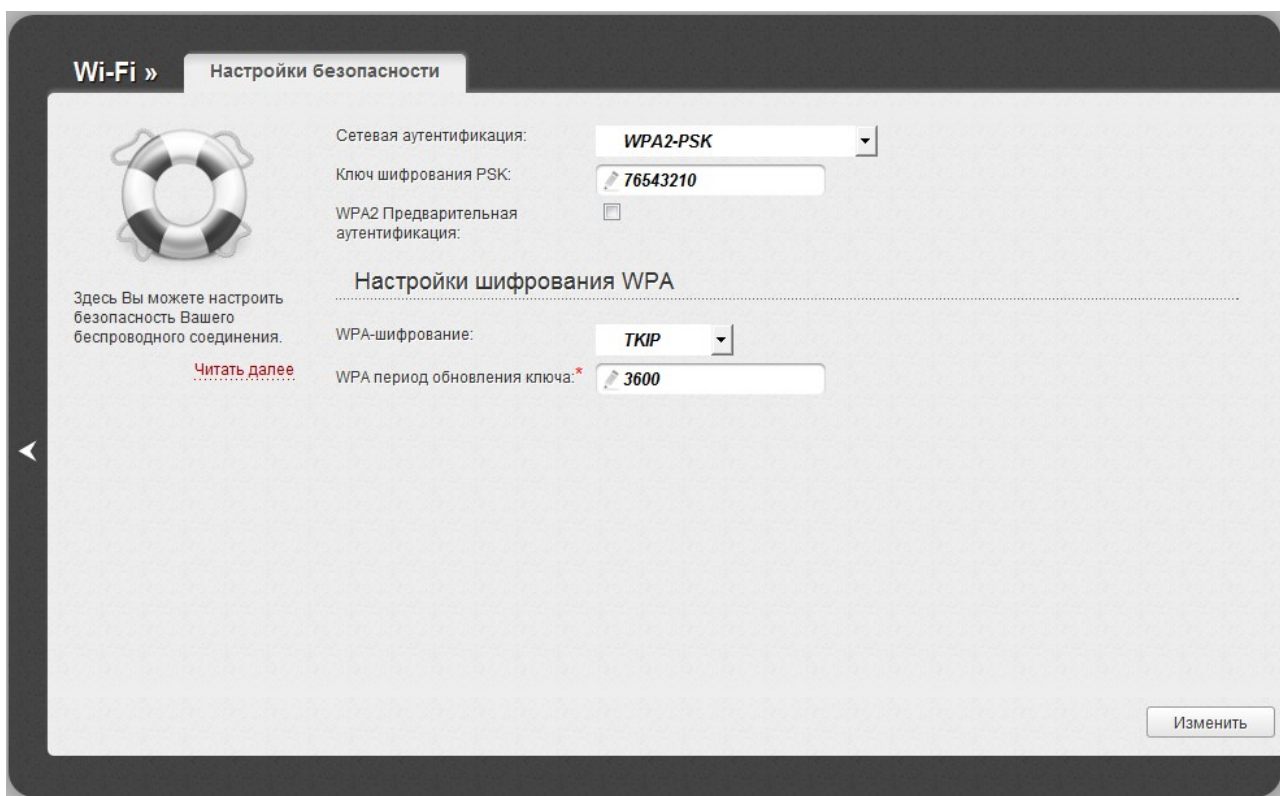 Wi-Fi »
Настройки безопасности
Здесь Вы можете настроить
безопасность Вашего
беспроводного соединения.
Читать далее
Сетевая аутентификация: WPA2-PSK
Ключ шифрования PSK: 76543210
WPA2 Предварительная
аутентификация:
Настройки шифрования WPA
WPA-шифрование: TKIP
WPA период обновления ключа:* 3600
Изменить